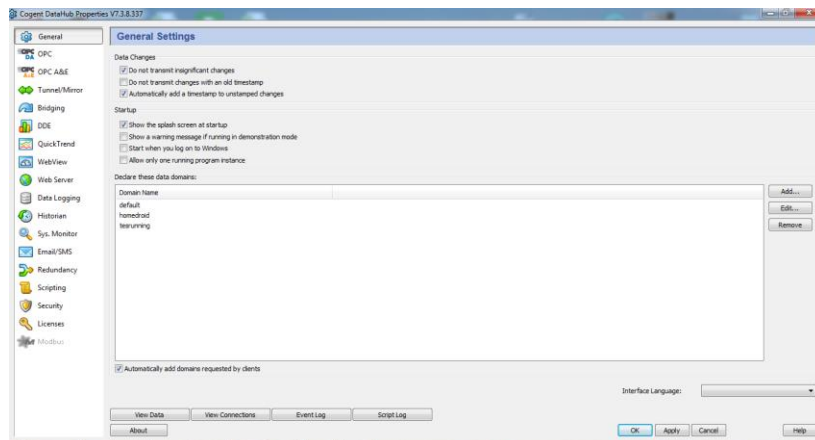 Cogent DataHub Properties V7.3.8.337
General
OPC DA OPC
OPC A&E OPC A&E
Tunnel/Mirror
Bridging
DDE
QuickTrend
WebView
Web Server
Data Logging
Historian
Sys. Monitor
Email/SMS
Redundancy
Scripting
Security
Licenses
Modbus
General Settings
Data Changes
Do not transmit insignificant changes
Do not transmit changes with an old timestamp
Automatically add a timestamp to unstamped changes
Startup
Show the splash screen at startup
Show a warning message if running in demonstration mode
Start when you log on to Windows
Allow only one running program instance
Declare these data domains:
Domain Name
default
homedroid
tesrunning
Add...
Edit...
Remove
Automatically add domains requested by clients
Interface Language:
View Data View Connections Event Log Script Log
About OK Apply Cancel Help